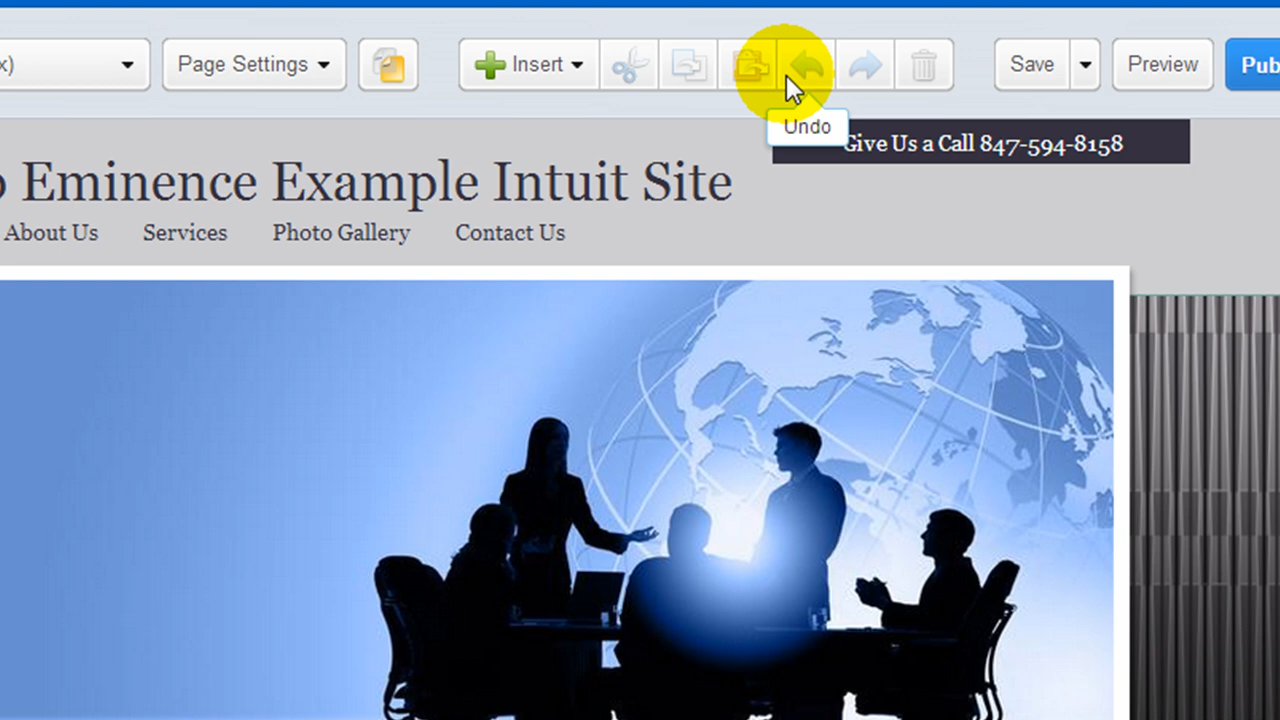 x)
Page Settings
Insert
Save
Preview
Pub
Undo
Give Us a Call 847-594-8158
o Eminence Example Intuit Site
About Us
Services
Photo Gallery
Contact Us